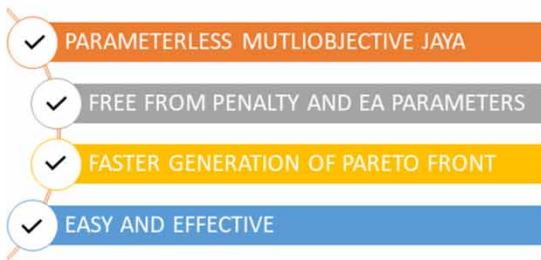 PARAMETERLESS MUTLIOBJECTIVE JAYA
FREE FROM PENALTY AND EA PARAMETERS
FASTER GENERATION OF PARETO FRONT
EASY AND EFFECTIVE